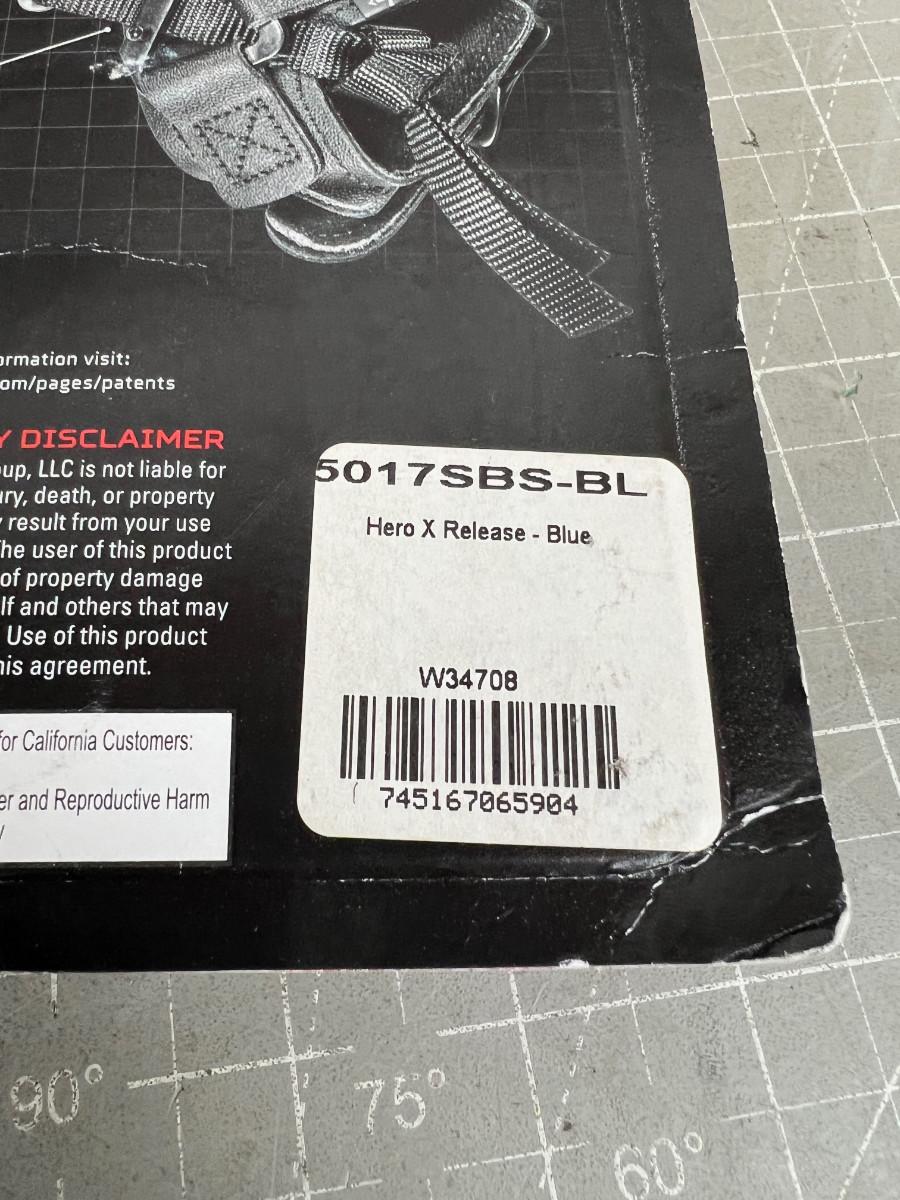 ormation visit:
om/pages/patents
Y DISCLAIMER
oup, LLC is not liable for
ury, death, or property
y result from your use
The user of this product
of property damage
lf and others that may
Use of this product
his agreement.
for California Customers:
er and Reproductive Harm
5017SBS-BL
Hero X Release - Blue
W34708
745167065904
90°
75°
60°